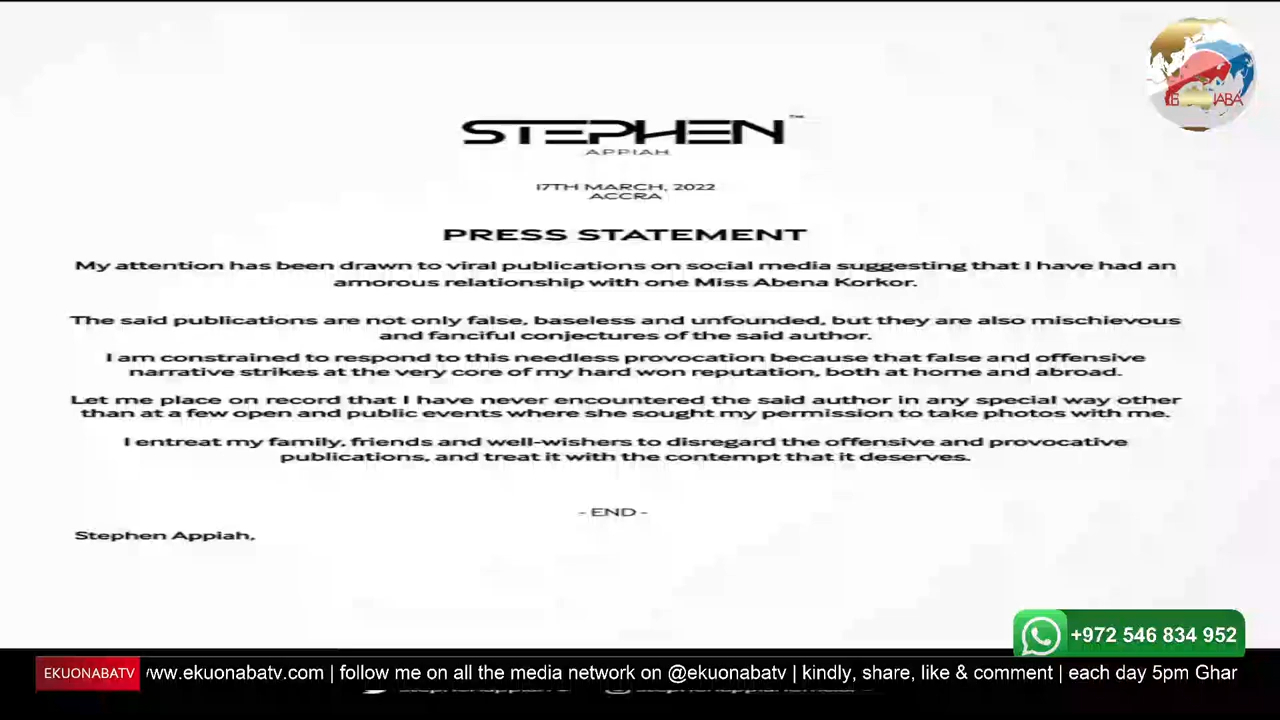 STEPHEN™
APPIAH
17TH MARCH, 2022
ACCRA
PRESS STATEMENT
My attention has been drawn to viral publications on social media suggesting that I have had an
amorous relationship with one Miss Abena Korkor.
The said publications are not only false, baseless and unfounded, but they are also mischievous
and fanciful conjectures of the said author.
I am constrained to respond to this needless provocation because that false and offensive
narrative strikes at the very core of my hard won reputation, both at home and abroad.
Let me place on record that I have never encountered the said author in any special way other
than at a few open and public events where she sought my permission to take photos with me.
I entreat my family, friends and well-wishers to disregard the offensive and provocative
publications, and treat it with the contempt that it deserves.
- END -
Stephen Appiah,
+972 546 834 952
EKUONABATV
www.ekuonabatv.com | follow me on all the media network on @ekuonabatv | kindly, share, like & comment | each day 5pm Ghar